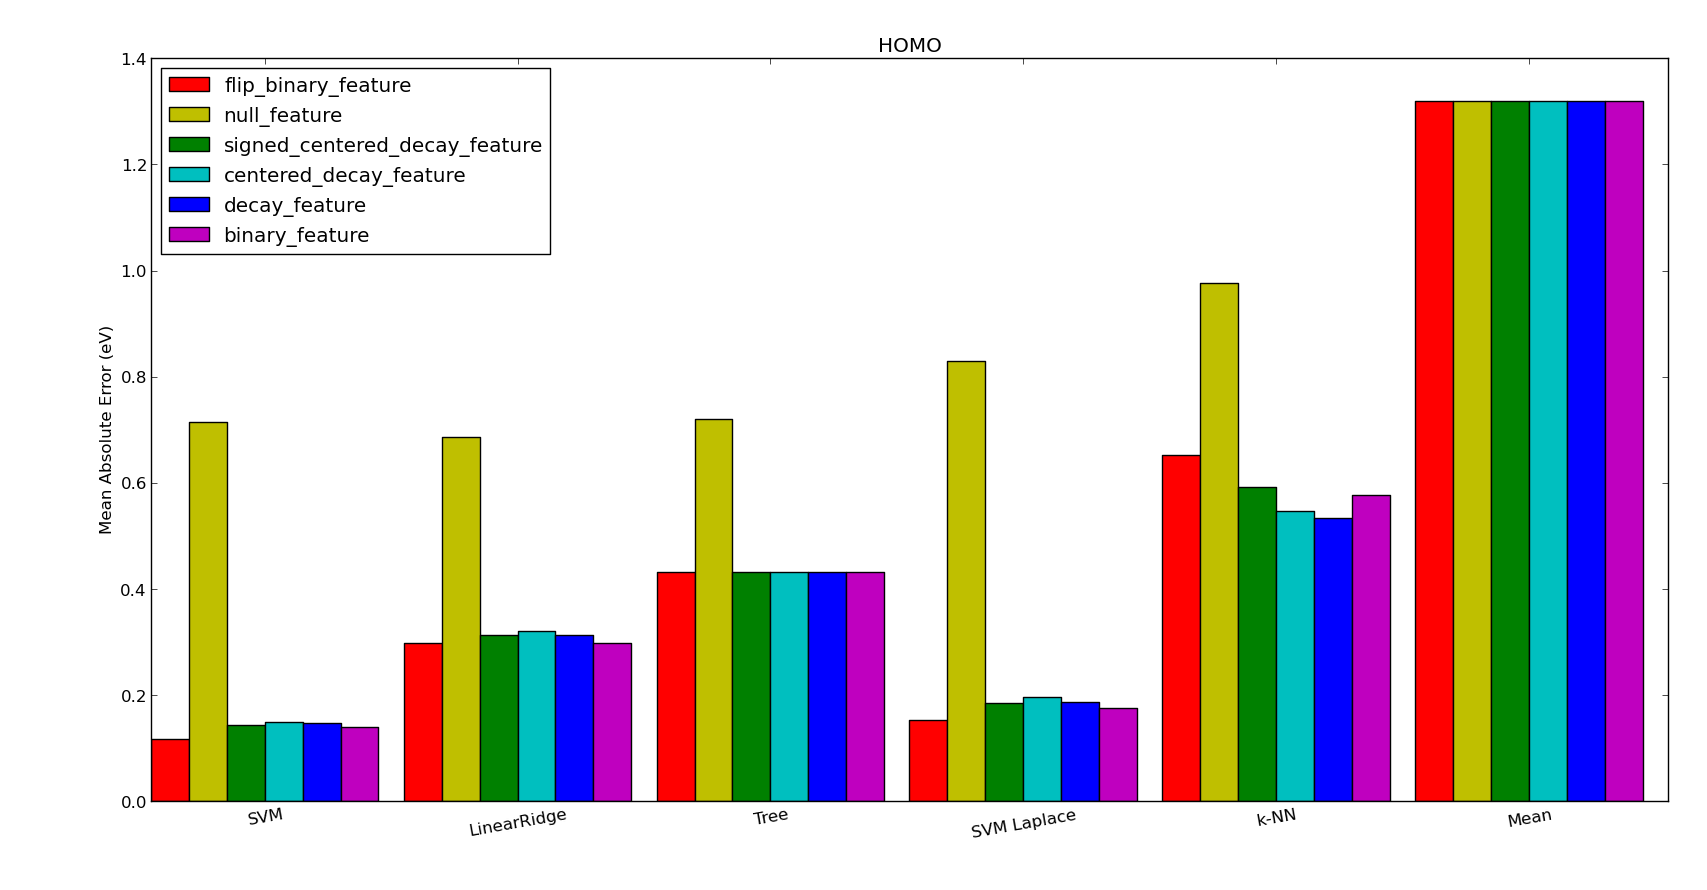 HOMO
1.4
1.2
1.0
0.8
0.6
0.4
0.2
0.0
Mean Absolute Error (eV)
flip_binary_feature
null_feature
signed_centered_decay_feature
centered_decay_feature
decay_feature
binary_feature
SVM
LinearRidge
Tree
SVM Laplace
k-NN
Mean